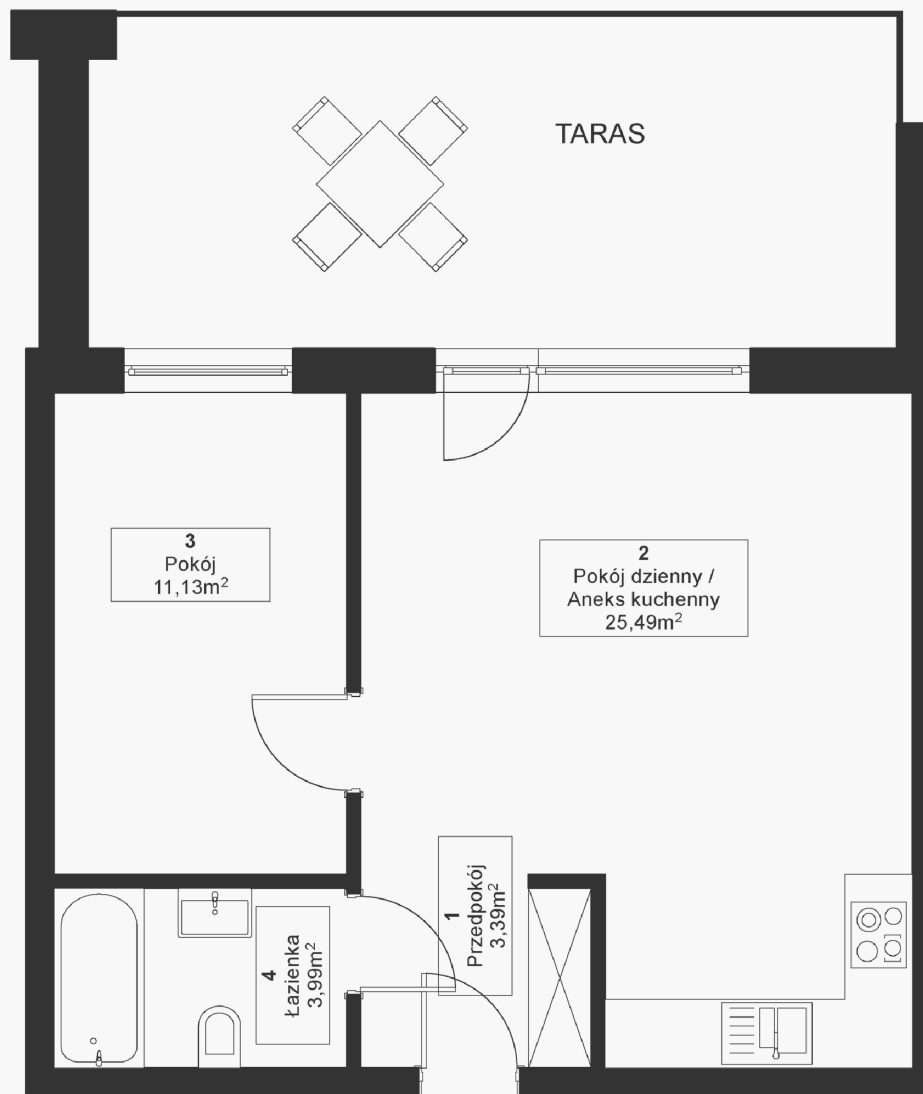 TARAS
3
Pokój
11,13m²
2
Pokój dzienny /
Aneks kuchenny
25,49m²
1
Przedpokój
3,39m²
4
Łazienka
3,99m²